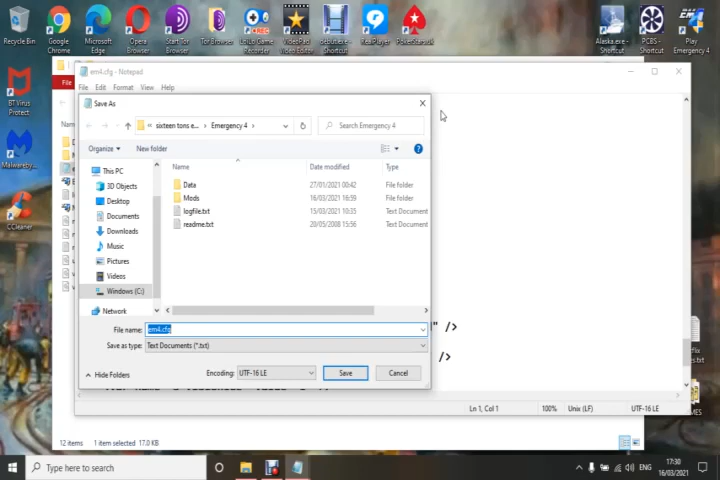 Recycle Bin
Google Chrome
Microsoft Edge
Opera Browser
Start Tor Browser
Tor Browser
LoiLo Game Recorder
VideoPad Video Editor
RealPlayer
PokerStars.uk
Alaska.exe - Shortcut
PCBS - Shortcut
Play Emergency 4
BT Virus Protect
Malwareby...
CCleaner
em4.cfg - Notepad
File Edit Format View Help
Save As
« sixteen tons e... > Emergency 4 >
Search Emergency 4
Organize
New folder
Name
Date modified
Type
This PC
3D Objects
Desktop
Documents
Downloads
Music
Pictures
Videos
Windows (C:)
Network
Data 27/01/2021 00:42 File folder
Mods 16/03/2021 16:59 File folder
logfile.txt 15/03/2021 10:35 Text Document
readme.txt 20/05/2008 15:56 Text Document
File name: em4.cfg
Save as type: Text Documents (*.txt)
Hide Folders
Encoding: UTF-16 LE
Save
Cancel
" />
/>
Ln 1, Col 1
100%
Unix (LF)
UTF-16 LE
12 items
1 item selected 17.0 KB
Type here to search
ENG
17:30
16/03/2021